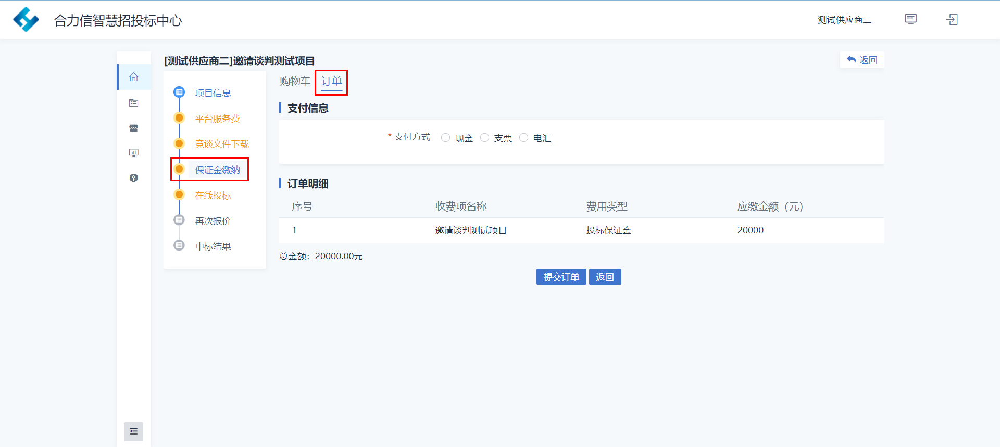 合力信智慧招投标中心
测试供应商二
[测试供应商二]邀请谈判测试项目
返回
项目信息
平台服务费
竞谈文件下载
保证金缴纳
在线投标
再次报价
中标结果
购物车 订单
支付信息
* 支付方式 现金 支票 电汇
订单明细
序号 收费项名称 费用类型 应缴金额（元）
1 邀请谈判测试项目 投标保证金 20000
总金额：20000.00元
提交订单 返回